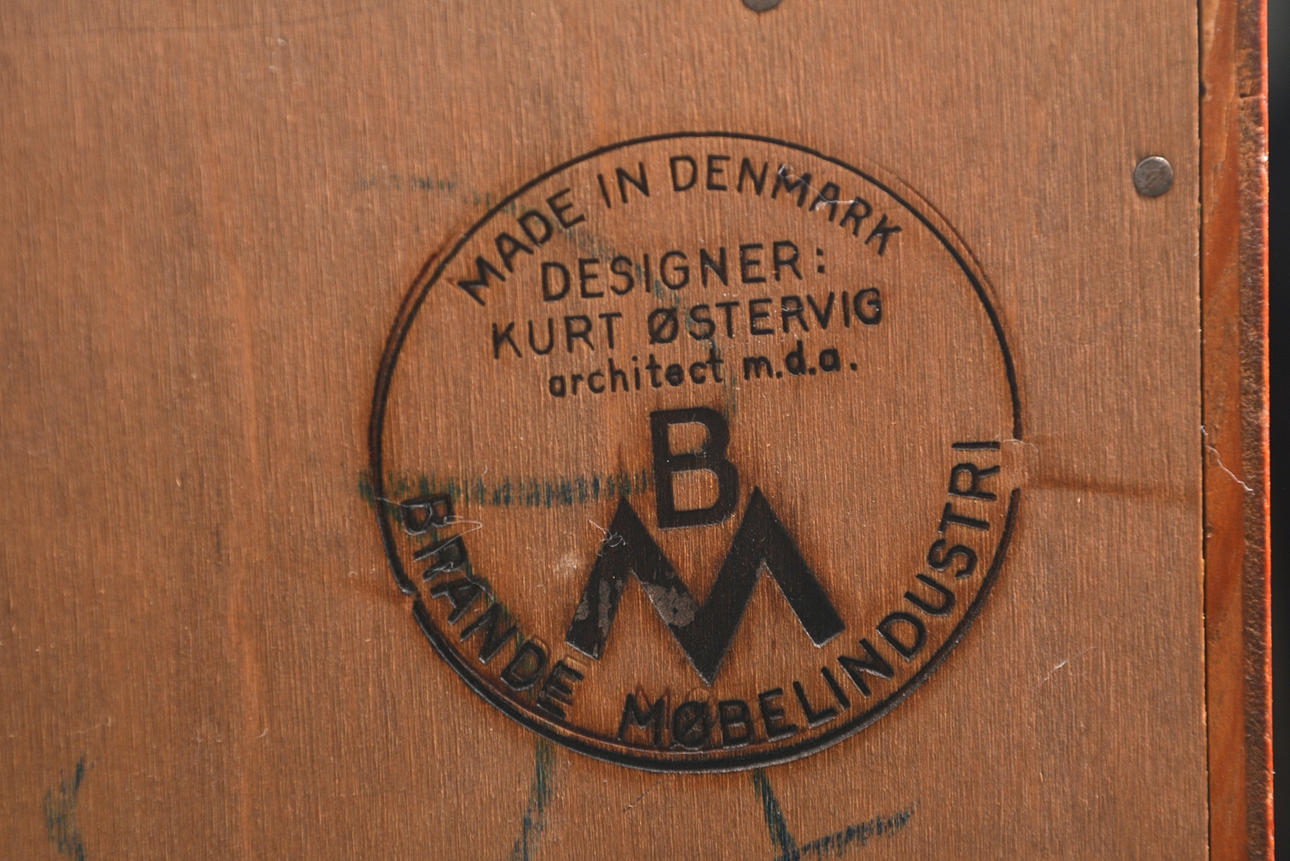 MADE IN DENMARK
DESIGNER:
KURT ØSTERVIG
architect m.d.a.
B
M
BRANDE MØBELINDUSTRI